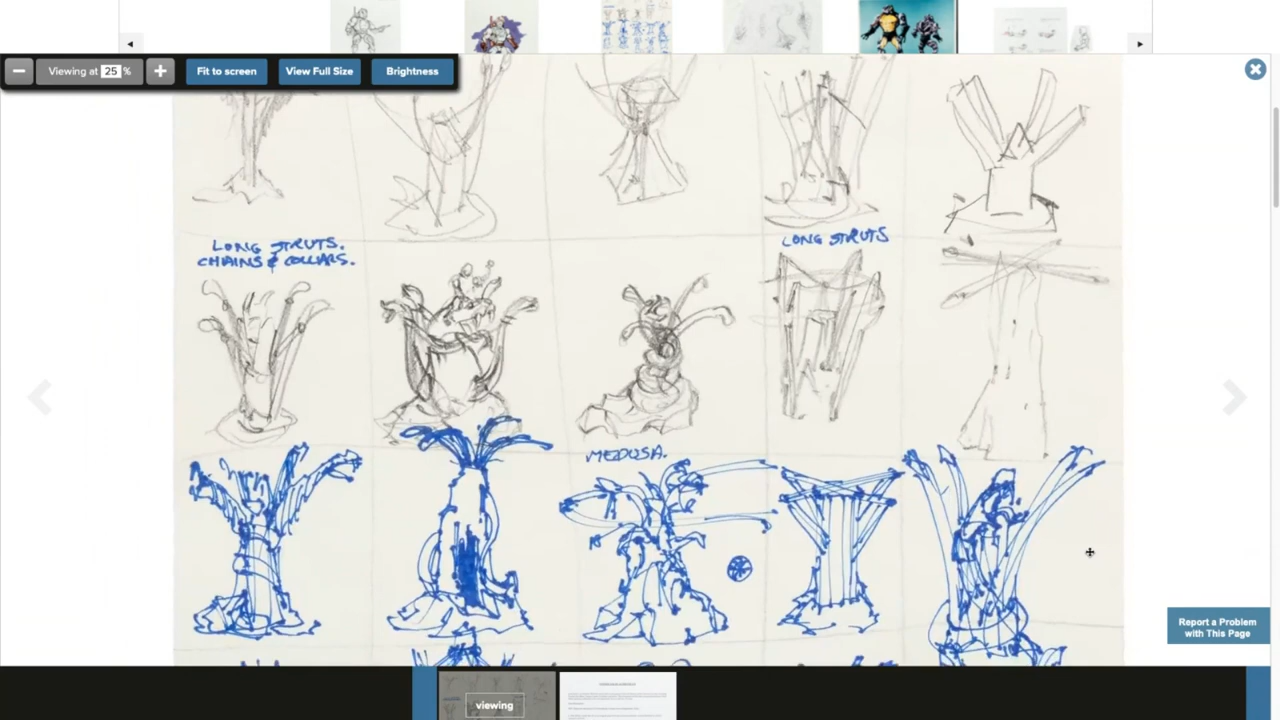 Viewing at 25 %
Fit to screen
View Full Size
Brightness
LONG STRUTS.
CHAINS & COLLARS.
LONG STRUTS
MEDUSA.
Report a Problem
with This Page
viewing